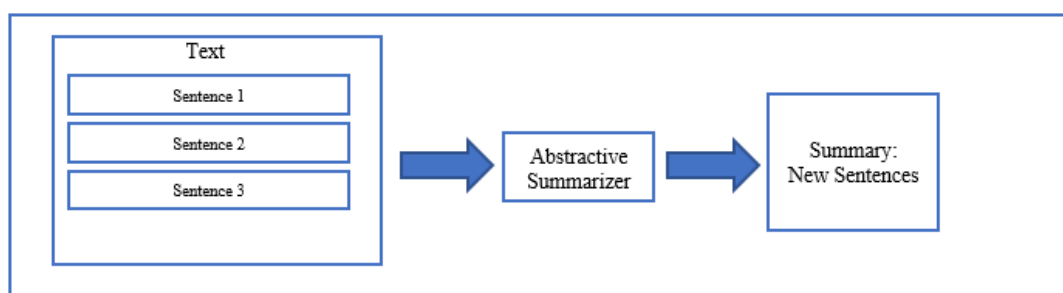 Text
Sentence 1
Sentence 2
Sentence 3
Abstractive
Summarizer
Summary:
New Sentences